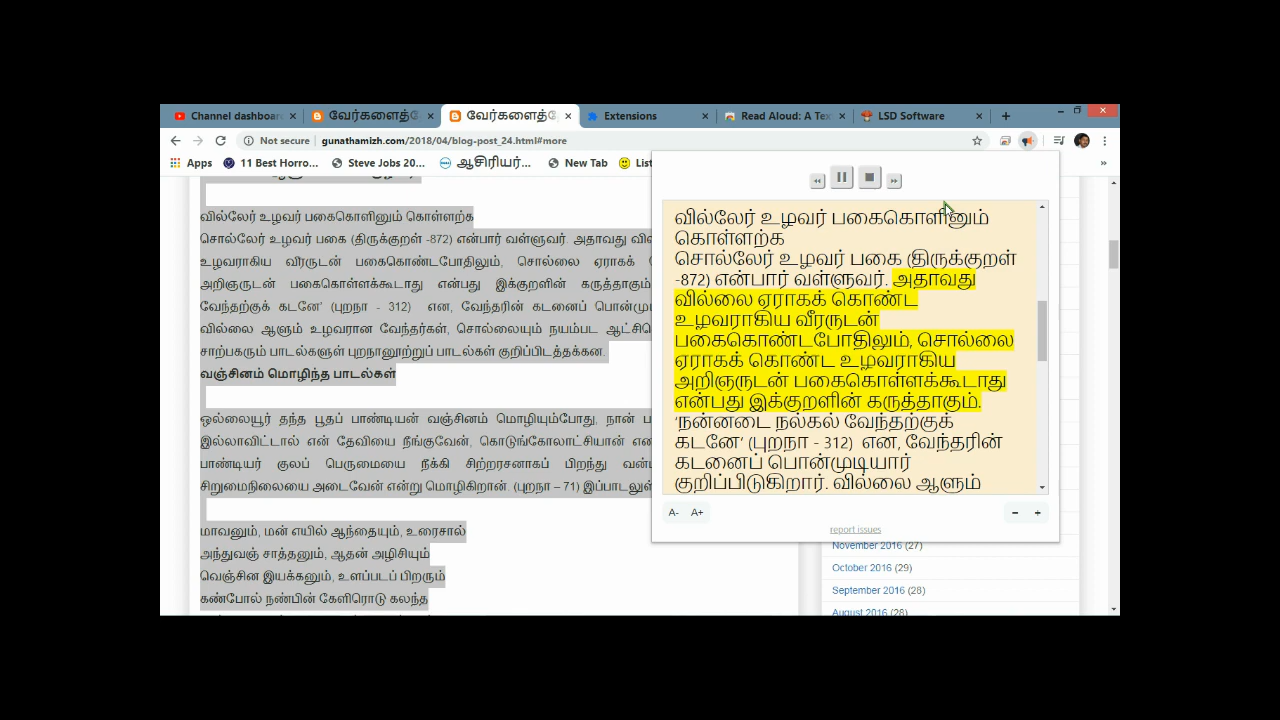 Channel dashboar
வேர்களைத்
வேர்களைத்
Extensions
Read Aloud: A Tex
LSD Software
Not secure
gunathamizh.com/2018/04/blog-post_24.html#more
Apps
11 Best Horro...
Steve Jobs 20...
ஆசிரியர்...
New Tab
List
»
வில்லேர் உழவர் பகைகொளினும் கொள்ளற்க
சொல்லேர் உழவர் பகை (திருக்குறள் -872) என்பார் வள்ளுவர். அதாவது
உழவராகிய வீரருடன் பகைகொண்டபோதிலும், சொல்லை ஏராகக்
அறிஞருடன் பகைகொள்ளக்கூடாது என்பது இக்குறளின் கருத்தாகும்
வேந்தற்குக் கடனே’ (புறநா - 312) என, வேந்தரின் கடனைப்
வில்லை ஆளும் உழவரான வேந்தர்கள், சொல்லையும் நயம்பட
சாற்பகரும் பாடல்களுள் புறநானூற்றுப் பாடல்கள் குறிப்பிடத்தக்கன.
வஞ்சினம் மொழிந்த பாடல்கள்
ஒல்லையூர் தந்த பூதப் பாண்டியன் வஞ்சினம் மொழியும்போது, நான்
இல்லாவிட்டால் என் தேவியை நீங்குவேன், கொடுங்கோலாட்சியான்
பாண்டியர் குலப் பெருமையை நீக்கி சிற்றரசனாகப் பிறந்து
சிறுமைநிலையை அடைவேன் என்று மொழிகிறான் (புறநா – 71)
மாவனும், மன் எயில் ஆந்தையும், உரைசால்
அந்துவஞ் சாத்தனும், ஆதன் அழிசியும்
வெஞ்சின இயக்கனும், உளப்படப் பிறரும்
கண்போல் நண்பின் கேளிரொடு கலந்த
வில்லேர் உழவர் பகைகொளினும்
கொள்ளற்க
சொல்லேர் உழவர் பகை (திருக்குறள்
-872) என்பார் வள்ளுவர். அதாவது
வில்லை ஏராகக் கொண்ட
உழவராகிய வீரருடன்
பகைகொண்டபோதிலும், சொல்லை
ஏராகக் கொண்ட உழவராகிய
அறிஞருடன் பகைகொள்ளக்கூடாது
என்பது இக்குறளின் கருத்தாகும்.
‘நன்னடை நல்கல் வேந்தற்குக்
கடனே’ (புறநா - 312) என, வேந்தரின்
கடனைப் பொன்முடியார்
குறிப்பிடுகிறார். வில்லை ஆளும்
A- A+
− +
report issues
November 2016 (27)
October 2016 (29)
September 2016 (28)
August 2016 (28)